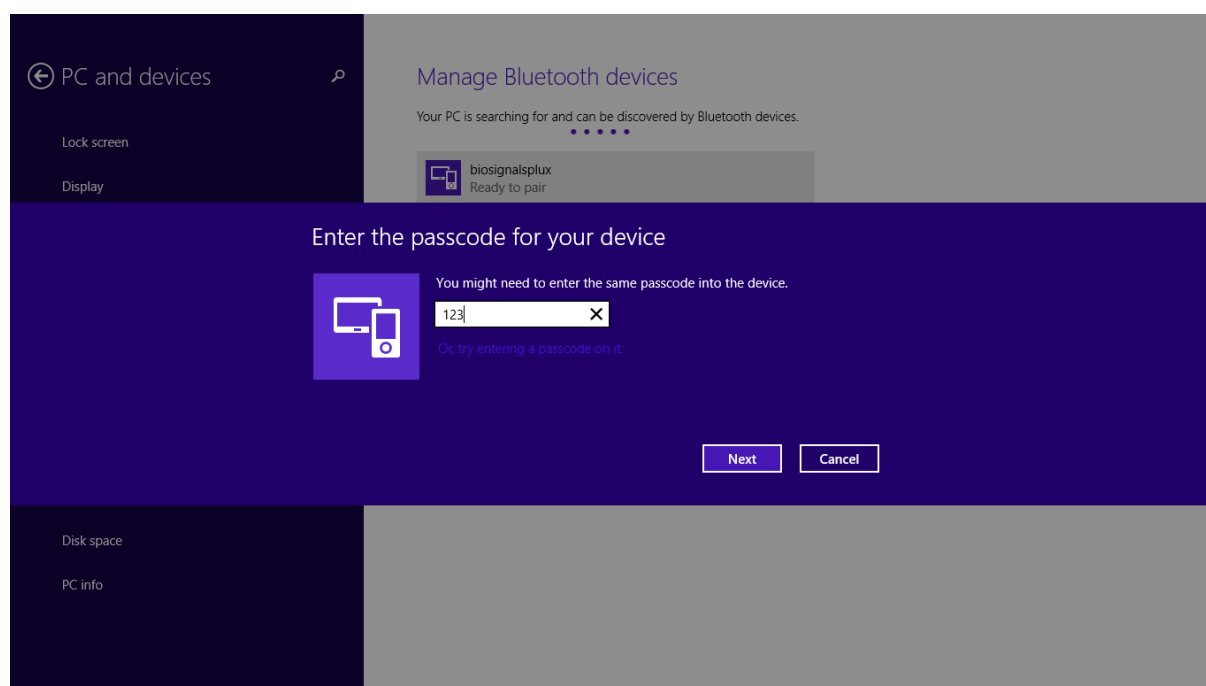 PC and devices
Lock screen
Display
Manage Bluetooth devices
Your PC is searching for and can be discovered by Bluetooth devices.
biosignalsplux
Ready to pair
Enter the passcode for your device
You might need to enter the same passcode into the device.
123
Or, try entering a passcode on it.
Next
Cancel
Disk space
PC info